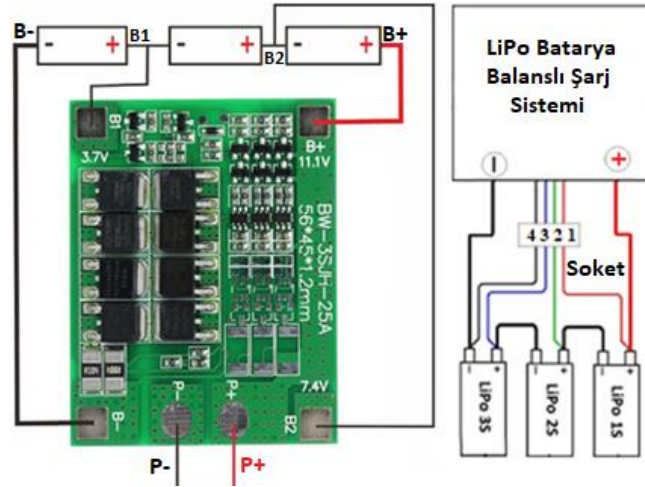 B-
-
+
B1
-
+
B2
-
+
B+
B1
3.7V
B+
11.1V
BW-3SJH-25A
56*45*1.2mm
7.4V
B-
P-
P+
B2
P-
P+
LiPo Batarya
Balanslı Şarj
Sistemi
-
+
4 3 2 1
Soket
- +
LiPo 3S
- +
LiPo 2S
- +
LiPo 1S